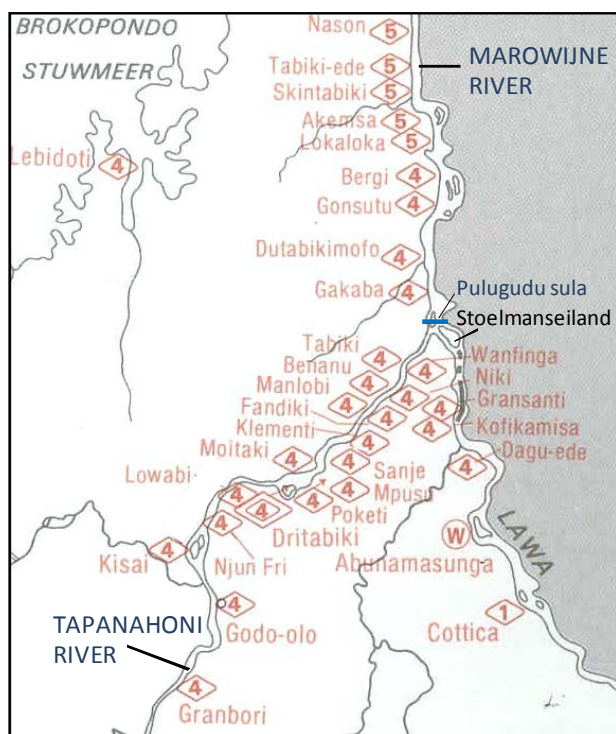 BROKOPONDO
STUWMEER
Nason 5
MAROWIJNE
RIVER
Tabiki-ede 5
Skintabiki 5
Akemsa 5
Lokaloka 5
Lebidoti 4
Bergi 4
Gonsutu 4
Dutabikimofo 4
Gakaba 4
Pulugudu sula
Stoelmanseiland
Tabiki 4
Benanu
Wanfinga 4
Manlobi 4
Niki 4
Fandiki 4
Gransanti 4
Klementi 4
Kofikamisa 4
Moitaki 4
Sanje 4
Dagu-ede 4
Lowabi 4
Mpusu 4
Poketi 4
Dritabiki 4
Njun Fri 4
Kisai 4
Abunamasunga W
LAWA
Godo-olo 4
Cottica 1
TAPANAHONI
RIVER
Granbori 4